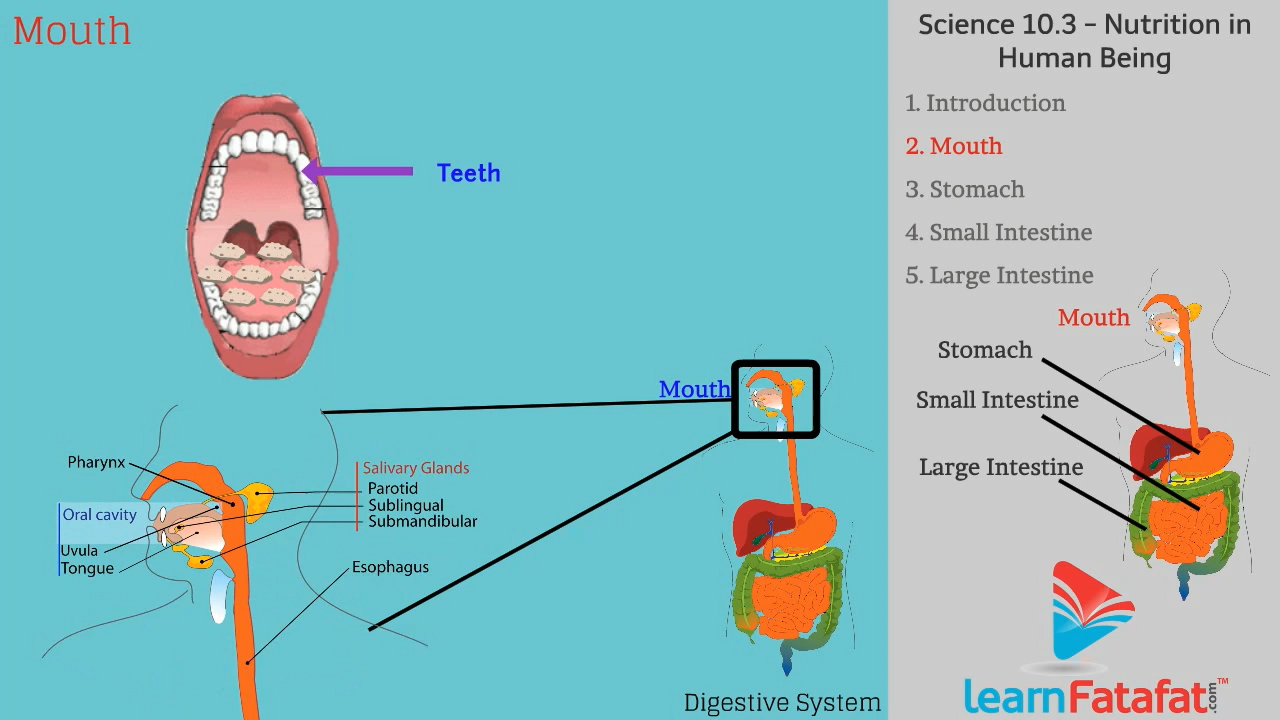 Mouth
Teeth
Mouth
Pharynx
Oral cavity
Uvula
Tongue
Salivary Glands
Parotid
Sublingual
Submandibular
Esophagus
Digestive System
Science 10.3 – Nutrition in
Human Being
1. Introduction
2. Mouth
3. Stomach
4. Small Intestine
5. Large Intestine
Mouth
Stomach
Small Intestine
Large Intestine
learnFatafat.com™